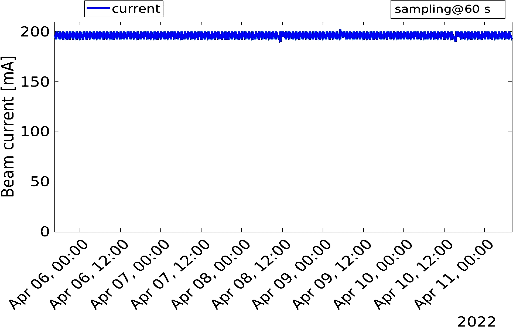 current
sampling@60 s
Beam current [mA]
200
150
100
50
0
Apr 06, 00:00
Apr 06, 12:00
Apr 07, 00:00
Apr 07, 12:00
Apr 08, 00:00
Apr 08, 12:00
Apr 09, 00:00
Apr 09, 12:00
Apr 10, 00:00
Apr 10, 12:00
Apr 11, 00:00
2022